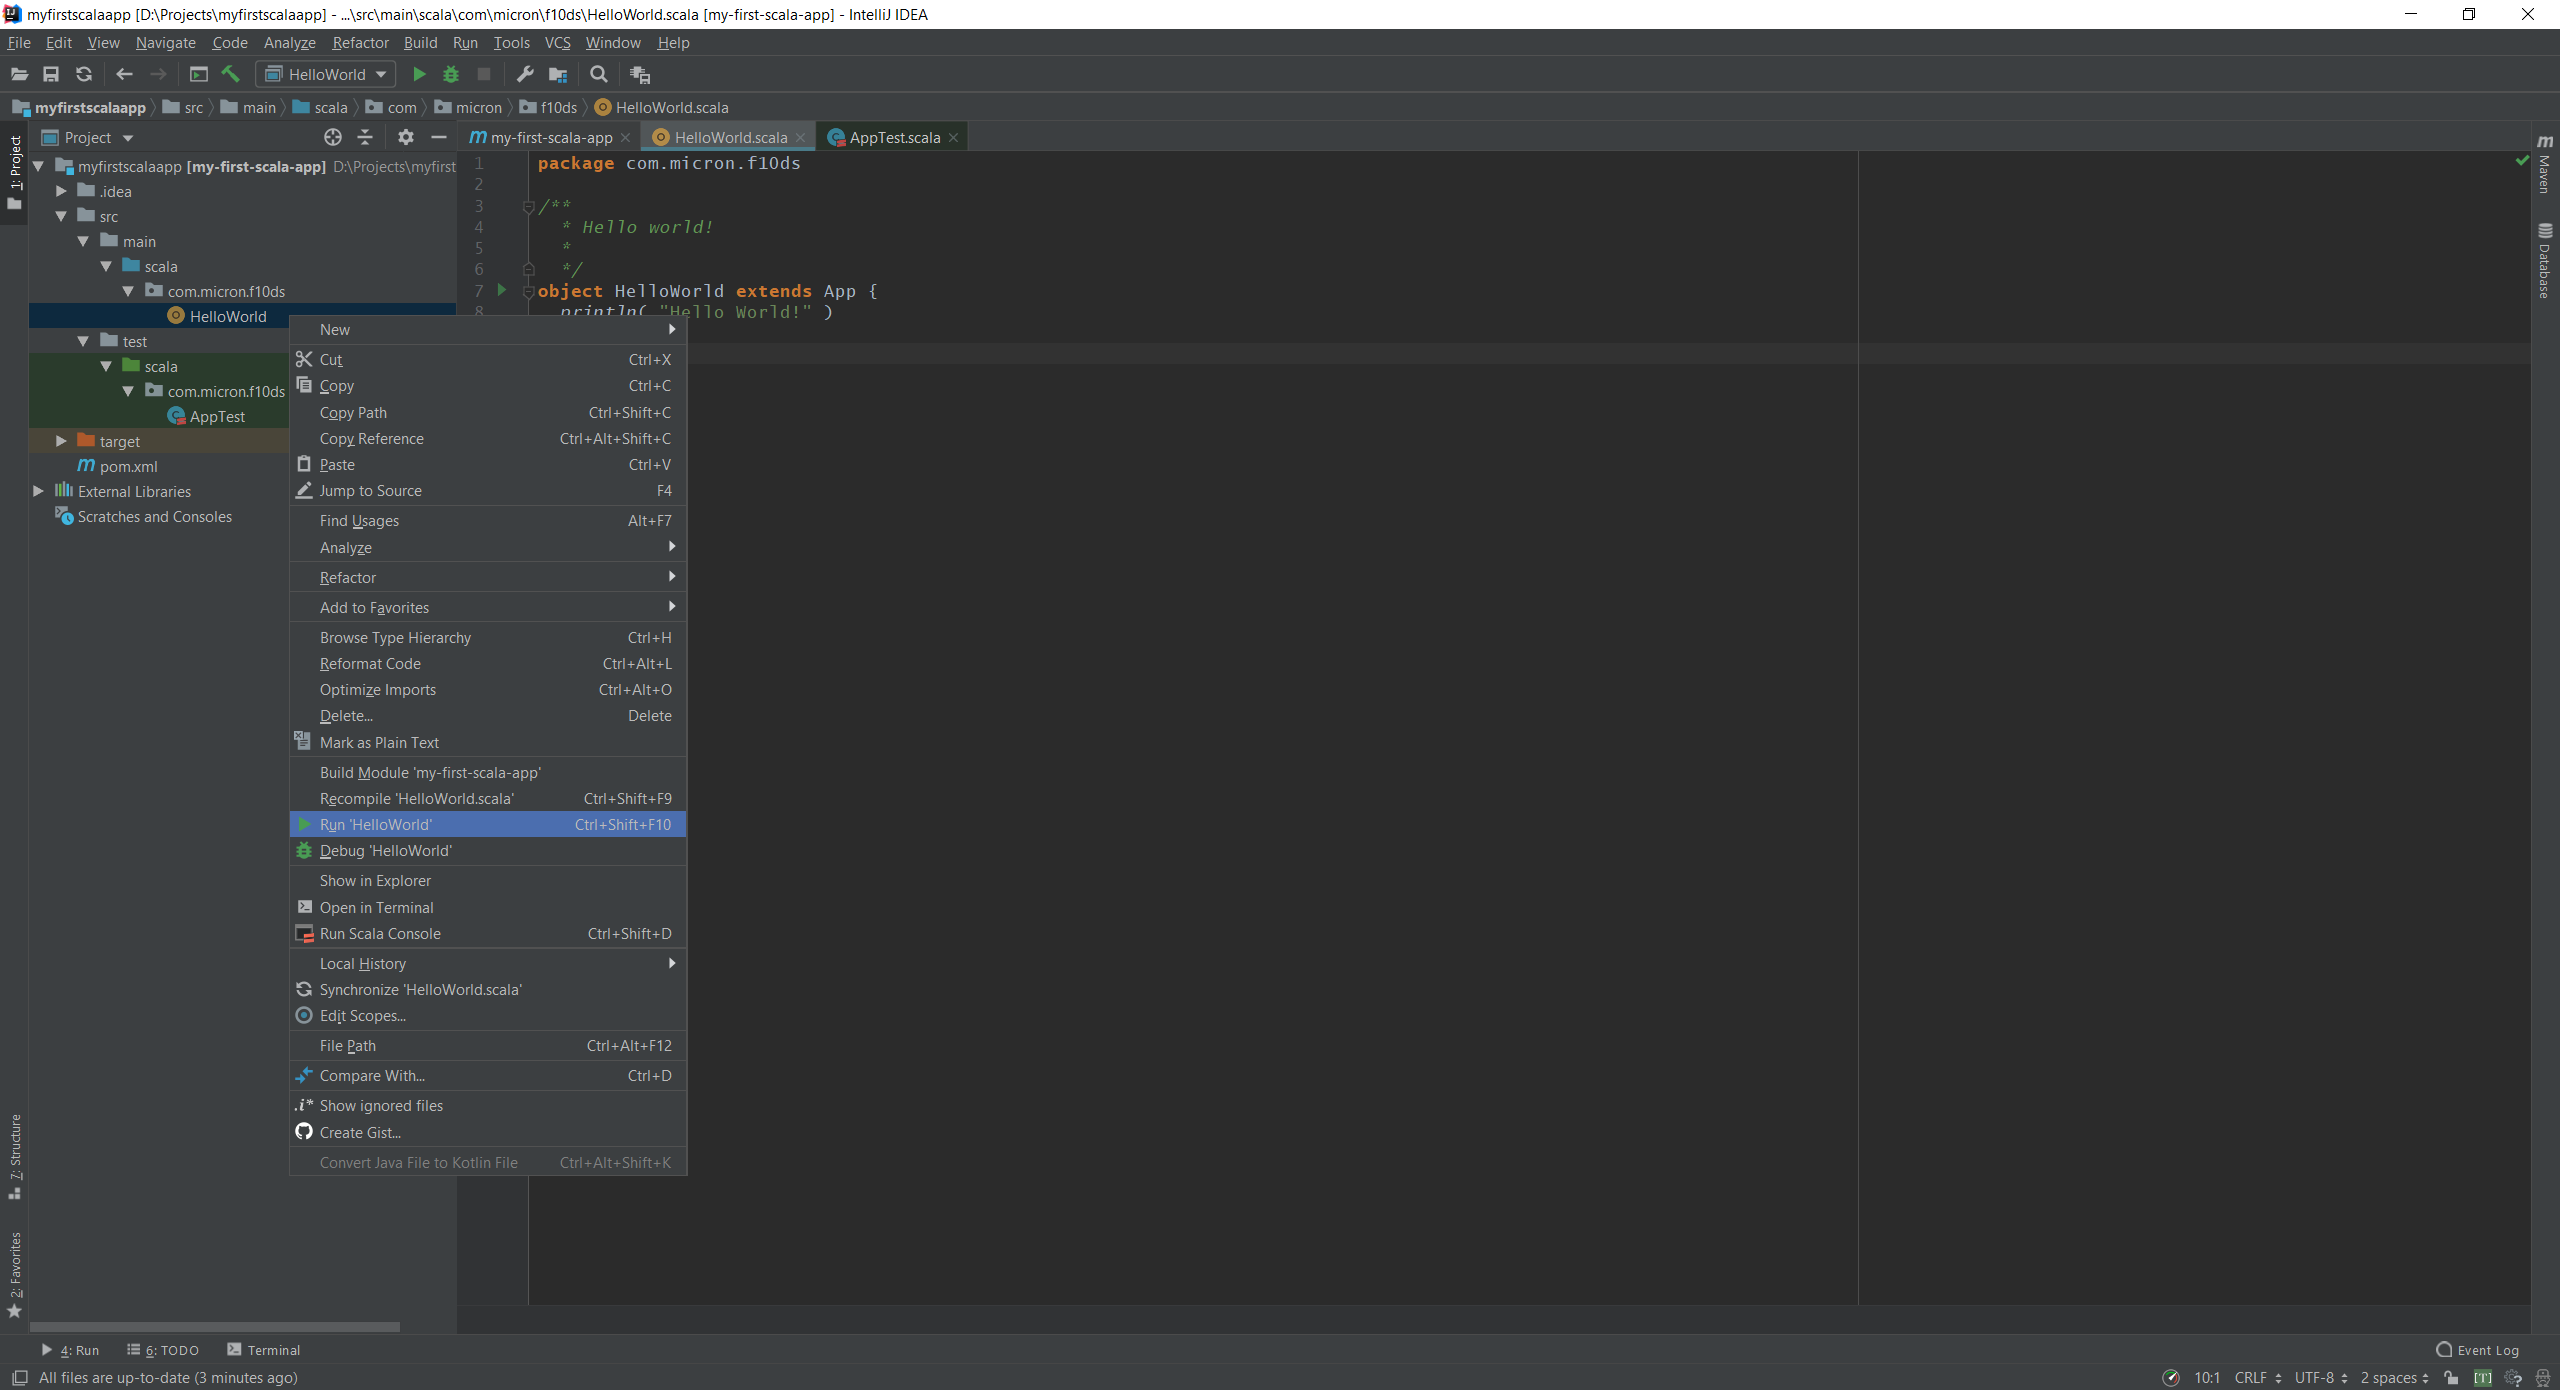 myfirstscalaapp [D:\Projects\myfirstscalaapp] - ...\src\main\scala\com\micron\f10ds\HelloWorld.scala [my-first-scala-app] - IntelliJ IDEA
File Edit View Navigate Code Analyze Refactor Build Run Tools VCS Window Help
HelloWorld
myfirstscalaapp src main scala com micron f10ds HelloWorld.scala
1: Project
Project
my-first-scala-app HelloWorld.scala AppTest.scala
myfirstscalaapp [my-first-scala-app] D:\Projects\myfirst
.idea
src
main
scala
com.micron.f10ds
HelloWorld
test
scala
com.micron.f10ds
AppTest
target
pom.xml
External Libraries
Scratches and Consoles
1 package com.micron.f10ds
2
3 /**
4 * Hello world!
5 *
6 */
7 object HelloWorld extends App {
8 println( "Hello World!" )
New
Cut Ctrl+X
Copy Ctrl+C
Copy Path Ctrl+Shift+C
Copy Reference Ctrl+Alt+Shift+C
Paste Ctrl+V
Jump to Source F4
Find Usages Alt+F7
Analyze
Refactor
Add to Favorites
Browse Type Hierarchy Ctrl+H
Reformat Code Ctrl+Alt+L
Optimize Imports Ctrl+Alt+O
Delete... Delete
Mark as Plain Text
Build Module 'my-first-scala-app'
Recompile 'HelloWorld.scala' Ctrl+Shift+F9
Run 'HelloWorld' Ctrl+Shift+F10
Debug 'HelloWorld'
Show in Explorer
Open in Terminal
Run Scala Console Ctrl+Shift+D
Local History
Synchronize 'HelloWorld.scala'
Edit Scopes...
File Path Ctrl+Alt+F12
Compare With... Ctrl+D
.i* Show ignored files
Create Gist...
Convert Java File to Kotlin File Ctrl+Alt+Shift+K
Maven
Database
7: Structure
2: Favorites
4: Run 6: TODO Terminal
Event Log
All files are up-to-date (3 minutes ago)
10:1 CRLF UTF-8 2 spaces [T]